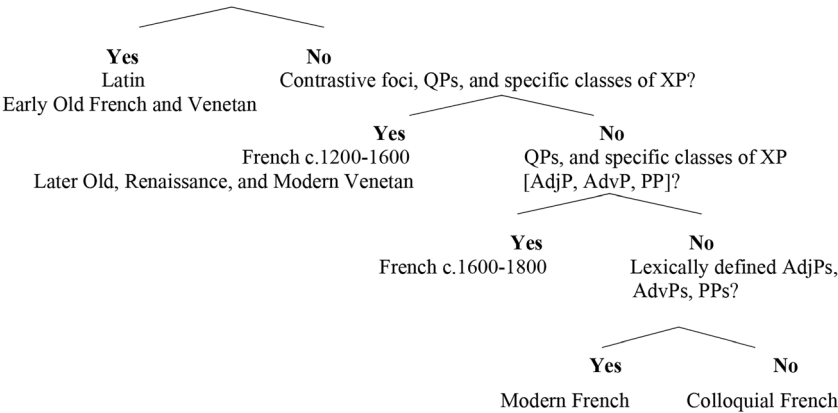 Yes No
Latin Contrastive foci, QPs, and specific classes of XP?
Early Old French and Venetan
Yes No
French c.1200-1600 QPs, and specific classes of XP
Later Old, Renaissance, and Modern Venetan [AdjP, AdvP, PP]?
Yes No
French c.1600-1800 Lexically defined AdjPs,
AdvPs, PPs?
Yes No
Modern French Colloquial French